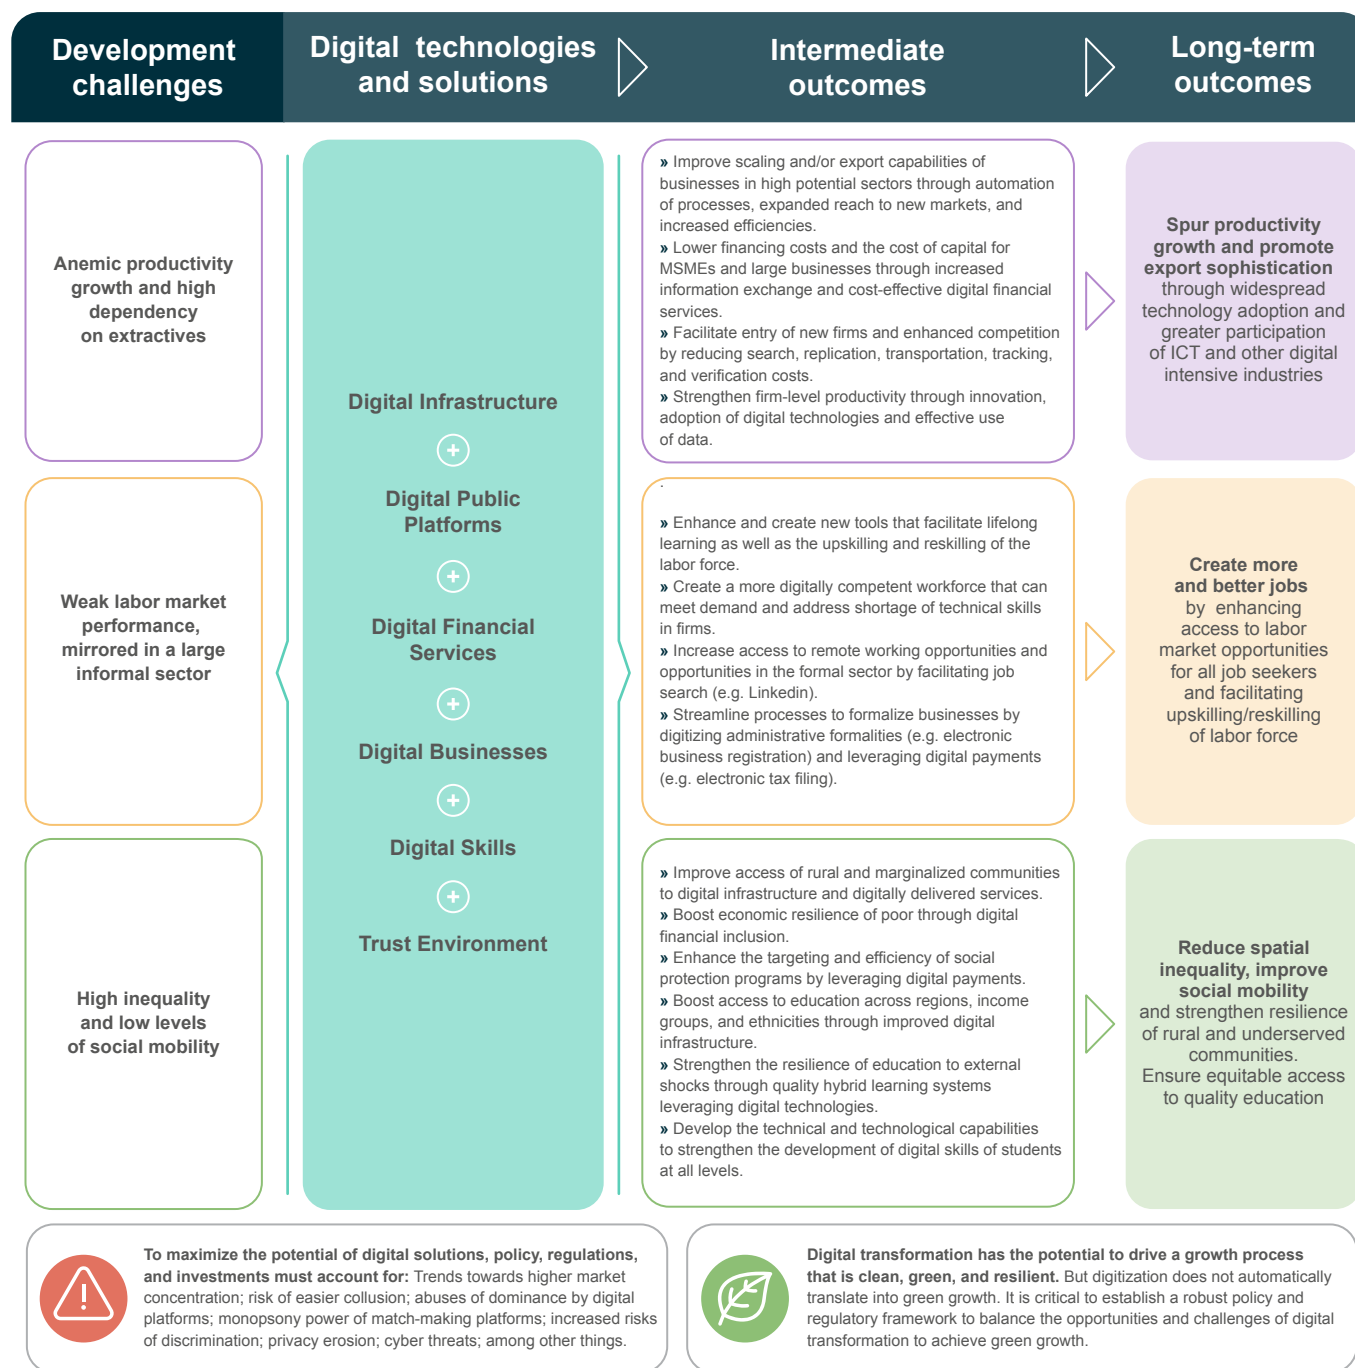 Development
challenges
Digital  technologies
and solutions
Intermediate
outcomes
Long-term
outcomes
Anemic productivity
growth and high
dependency
on extractives
Weak labor market
performance,
mirrored in a large
informal sector
High inequality
and low levels
of social mobility
Digital Infrastructure
+
Digital Public
Platforms
+
Digital Financial
Services
+
Digital Businesses
+
Digital Skills
+
Trust Environment
» Improve scaling and/or export capabilities of
businesses in high potential sectors through automation
of processes, expanded reach to new markets, and
increased efficiencies.
» Lower financing costs and the cost of capital for
MSMEs and large businesses through increased
information exchange and cost-effective digital financial
services.
» Facilitate entry of new firms and enhanced competition
by reducing search, replication, transportation, tracking,
and verification costs.
» Strengthen firm-level productivity through innovation,
adoption of digital technologies and effective use
of data.
.
» Enhance and create new tools that facilitate lifelong
learning as well as the upskilling and reskilling of the
labor force.
» Create a more digitally competent workforce that can
meet demand and address shortage of technical skills
in firms.
» Increase access to remote working opportunities and
opportunities in the formal sector by facilitating job
search (e.g. Linkedin).
» Streamline processes to formalize businesses by
digitizing administrative formalities (e.g. electronic
business registration) and leveraging digital payments
(e.g. electronic tax filing).
» Improve access of rural and marginalized communities
to digital infrastructure and digitally delivered services.
» Boost economic resilience of poor through digital
financial inclusion.
» Enhance the targeting and efficiency of social
protection programs by leveraging digital payments.
» Boost access to education across regions, income
groups, and ethnicities through improved digital
infrastructure.
» Strengthen the resilience of education to external
shocks through quality hybrid learning systems
leveraging digital technologies.
» Develop the technical and technological capabilities
to strengthen the development of digital skills of students
at all levels.
Spur productivity
growth and promote
export sophistication
through widespread
technology adoption and
greater participation
of ICT and other digital
intensive industries
Create more
and better jobs
by  enhancing
access to labor
market opportunities
for all job seekers
and facilitating
upskilling/reskilling
of labor force
Reduce spatial
inequality, improve
social mobility
and strengthen resilience
of rural and underserved
communities.
Ensure equitable access
to quality education
To maximize the potential of digital solutions, policy, regulations,
and investments must account for: Trends towards higher market
concentration; risk of easier collusion; abuses of dominance by digital
platforms; monopsony power of match-making platforms; increased risks
of discrimination; privacy erosion; cyber threats; among other things.
Digital transformation has the potential to drive a growth process
that is clean, green, and resilient. But digitization does not automatically
translate into green growth. It is critical to establish a robust policy and
regulatory framework to balance the opportunities and challenges of digital
transformation to achieve green growth.